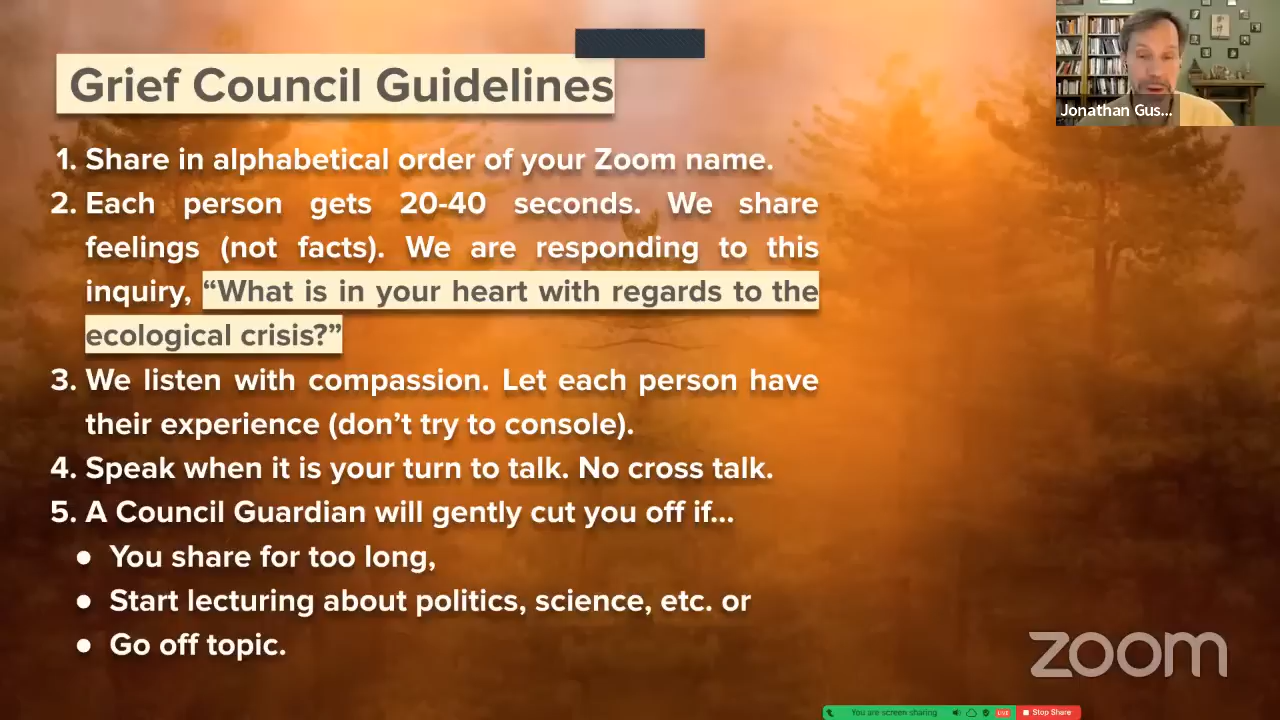 Grief Council Guidelines
Jonathan Gus...
1. Share in alphabetical order of your Zoom name.
2. Each person gets 20-40 seconds. We share
feelings (not facts). We are responding to this
inquiry, “What is in your heart with regards to the
ecological crisis?”
3. We listen with compassion. Let each person have
their experience (don’t try to console).
4. Speak when it is your turn to talk. No cross talk.
5. A Council Guardian will gently cut you off if...
● You share for too long,
● Start lecturing about politics, science, etc. or
● Go off topic.
zoom
You are screen sharing LIVE Stop Share